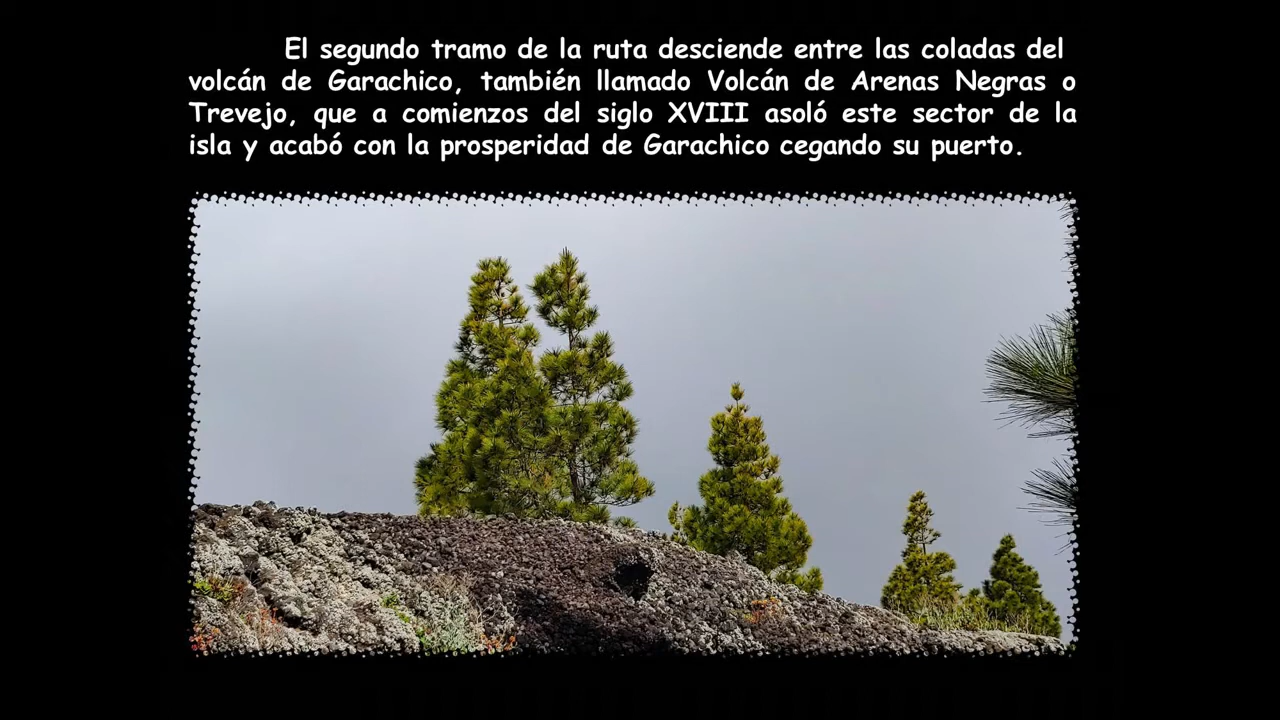 El segundo tramo de la ruta desciende entre las coladas del
volcán de Garachico, también llamado Volcán de Arenas Negras o
Trevejo, que a comienzos del siglo XVIII asoló este sector de la
isla y acabó con la prosperidad de Garachico cegando su puerto.